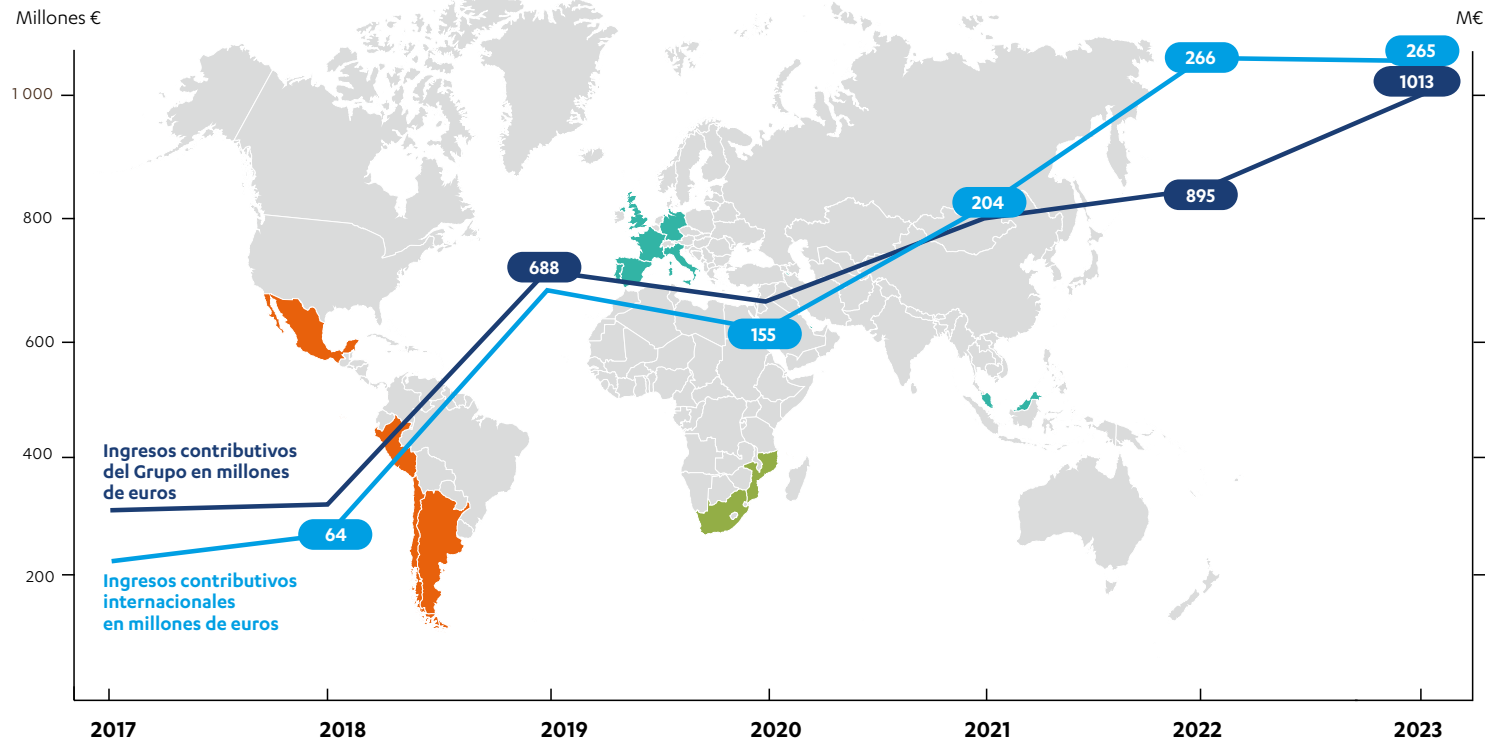 Millones €
M€
1 000
800
600
400
200
266
265
1013
204
895
688
155
64
Ingresos contributivos
del Grupo en millones
de euros
Ingresos contributivos
internacionales
en millones de euros
2017
2018
2019
2020
2021
2022
2023